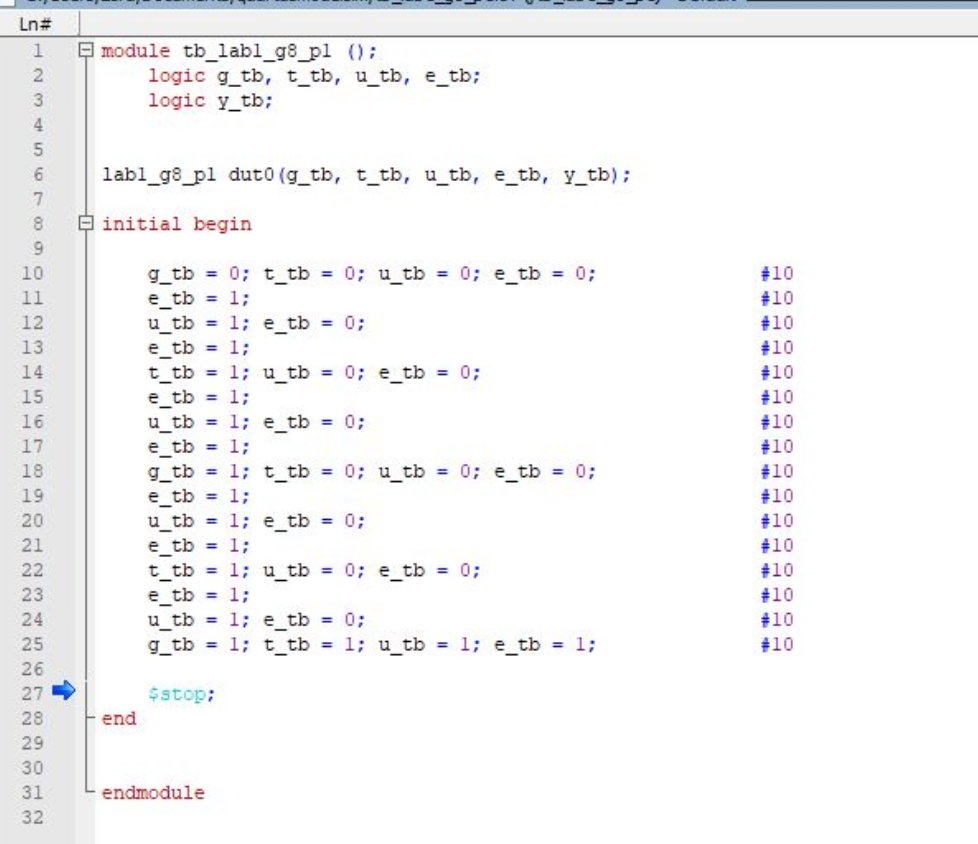 Ln#
1 module tb_lab1_g8_p1 ();
2 logic g_tb, t_tb, u_tb, e_tb;
3 logic y_tb;
4
5
6 lab1_g8_p1 dut0(g_tb, t_tb, u_tb, e_tb, y_tb);
7
8 initial begin
9
10 g_tb = 0; t_tb = 0; u_tb = 0; e_tb = 0; #10
11 e_tb = 1; #10
12 u_tb = 1; e_tb = 0; #10
13 e_tb = 1; #10
14 t_tb = 1; u_tb = 0; e_tb = 0; #10
15 e_tb = 1; #10
16 u_tb = 1; e_tb = 0; #10
17 e_tb = 1; #10
18 g_tb = 1; t_tb = 0; u_tb = 0; e_tb = 0; #10
19 e_tb = 1; #10
20 u_tb = 1; e_tb = 0; #10
21 e_tb = 1; #10
22 t_tb = 1; u_tb = 0; e_tb = 0; #10
23 e_tb = 1; #10
24 u_tb = 1; e_tb = 0; #10
25 g_tb = 1; t_tb = 1; u_tb = 1; e_tb = 1; #10
26
27 $stop;
28 end
29
30
31 endmodule
32